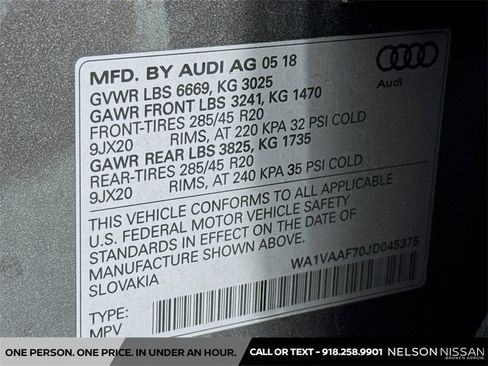 MFD. BY AUDI AG 05 18
GVWR LBS 6669, KG 3025
GAWR FRONT LBS 3241, KG 1470
FRONT-TIRES 285/45 R20
9JX20 RIMS, AT 220 KPA 32 PSI COLD
GAWR REAR LBS 3825, KG 1735
REAR-TIRES 285/45 R20
9JX20 RIMS, AT 240 KPA 35 PSI COLD
Audi
THIS VEHICLE CONFORMS TO ALL APPLICABLE
U.S. FEDERAL MOTOR VEHICLE SAFETY
STANDARDS IN EFFECT ON THE DATE OF
MANUFACTURE SHOWN ABOVE.
SLOVAKIA
WA1VAAF70JD045375
TYPE:
MPV
ONE PERSON. ONE PRICE. IN UNDER AN HOUR.
CALL OR TEXT - 918.258.9901
NELSON NISSAN
BROKEN ARROW